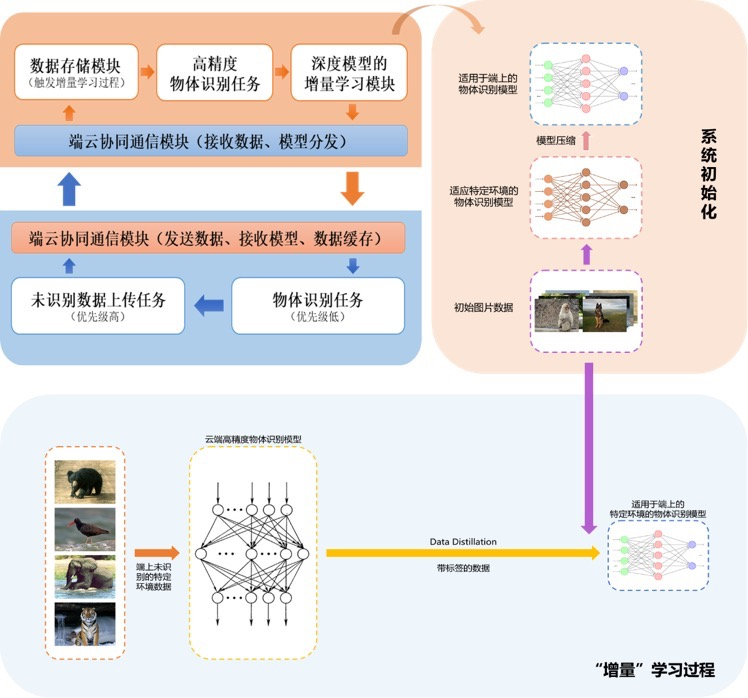 数据存储模块
（触发增量学习过程）
高精度
物体识别任务
深度模型的
增量学习模块
端云协同通信模块（接收数据、模型分发）
端云协同通信模块（发送数据、接收模型、数据缓存）
未识别数据上传任务
（优先级高）
物体识别任务
（优先级低）
适用于端上的
物体识别模型
模型压缩
适应特定环境的
物体识别模型
初始图片数据
系统初始化
云端高精度物体识别模型
端上未识
别的特定
环境数据
Data Distillation
带标签的数据
适用于端上的
特定环境的物体识别模型
“增量”学习过程